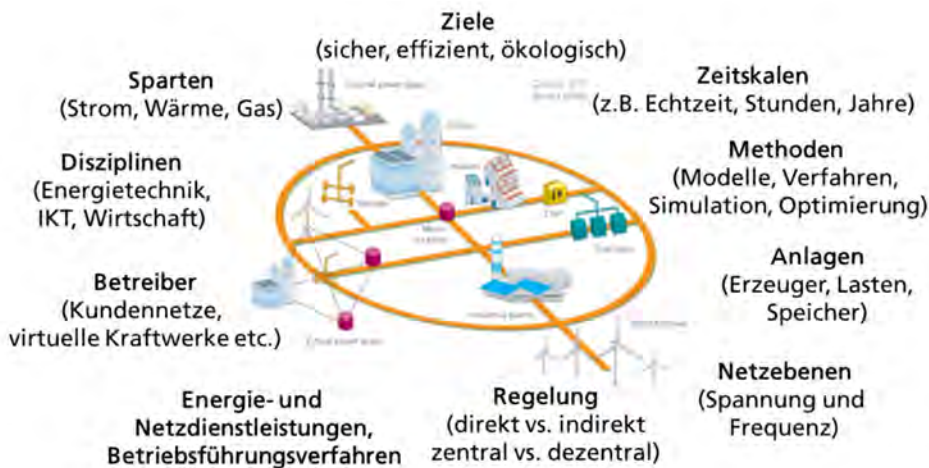 Ziele
(sicher, effizient, ökologisch)
Sparten
(Strom, Wärme, Gas)
Zeitskalen
(z.B. Echtzeit, Stunden, Jahre)
Disziplinen
(Energietechnik,
IKT, Wirtschaft)
Methoden
(Modelle, Verfahren,
Simulation, Optimierung)
Betreiber
(Kundennetze,
virtuelle Kraftwerke etc.)
Anlagen
(Erzeuger, Lasten,
Speicher)
Energie- und
Netzdienstleistungen,
Betriebsführungsverfahren
Regelung
(direkt vs. indirekt
zentral vs. dezentral)
Netzebenen
(Spannung und
Frequenz)